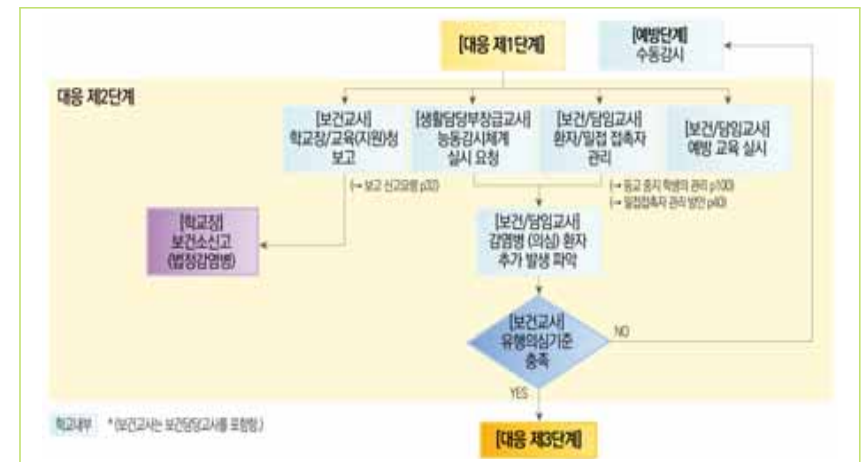 [대응 제1단계]
[예방단계]
수동감시
대응 제2단계
[보건교사]
학교장/교육(지원)청
보고
[생활담당부장급교사]
능동감시체계
실시 요청
[보건/담임교사]
환자/밀접 접촉자
관리
[보건/담임교사]
예방 교육 실시
(→ 보고 신고요령 p32)
(→ 등교 중지 학생의 관리 p100)
(→ 밀접접촉자 관리 방안 p40)
[학교장]
보건소신고
(법정감염병)
[보건/담임교사]
감염병 (의심) 환자
추가 발생 파악
[보건교사]
유행의심기준
충족
NO
YES
[대응 제3단계]
학교내부 * (보건교사는 보건담당교사를 포함함.)